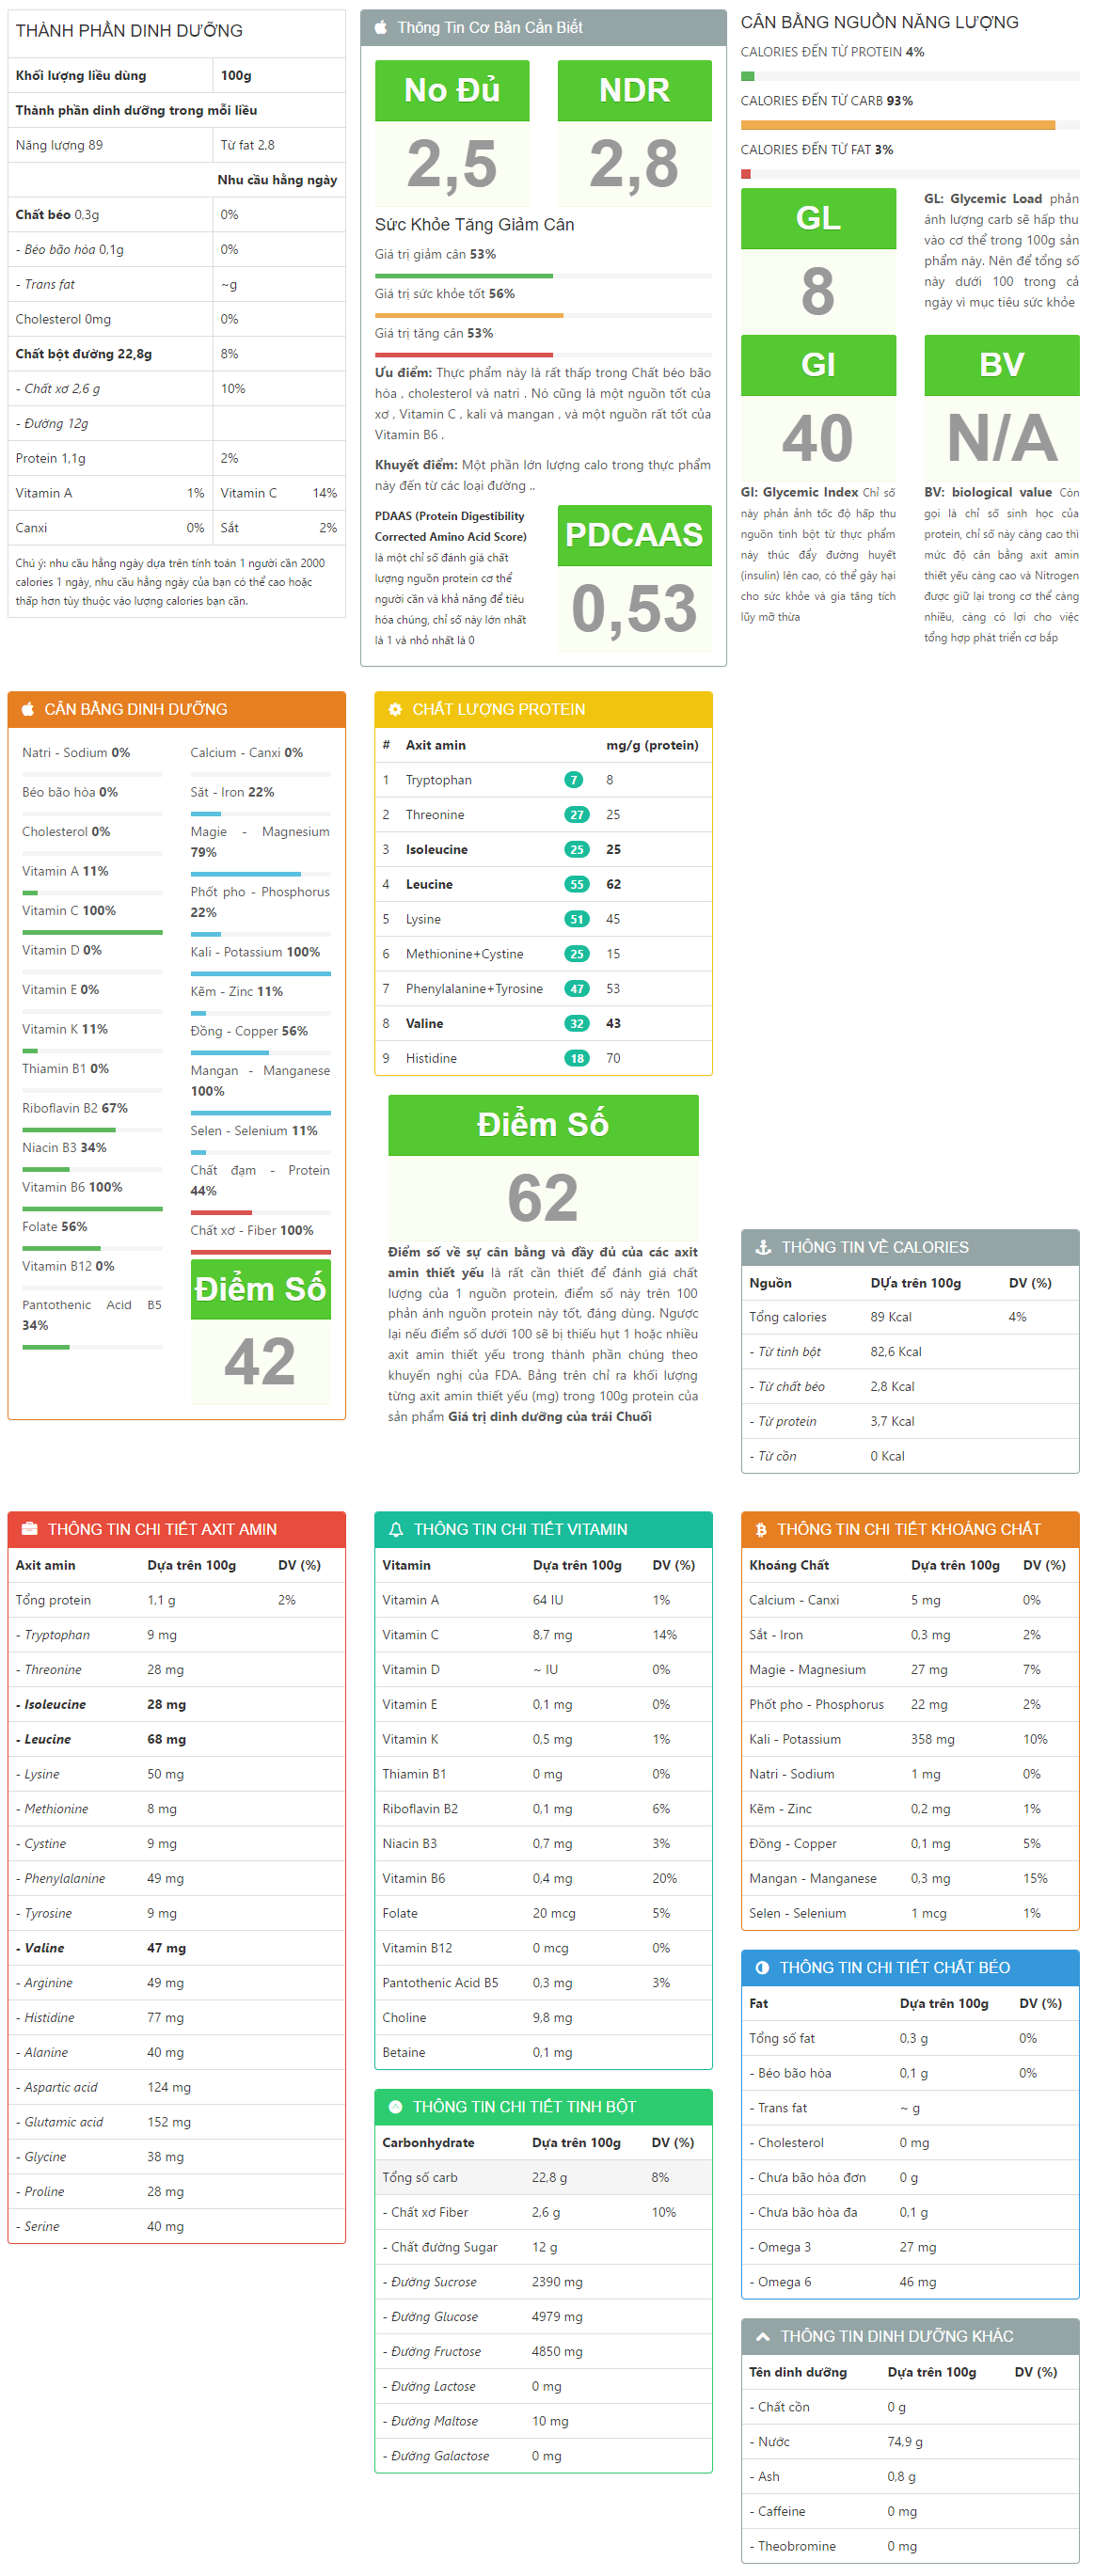 THÀNH PHẦN DINH DƯỠNG
Khối lượng liều dùng 100g
Thành phần dinh dưỡng trong mỗi liều
Năng lượng 89 Từ fat 2,8
Nhu cầu hằng ngày
Chất béo 0,3g 0%
- Béo bão hòa 0,1g 0%
- Trans fat ~g
Cholesterol 0mg 0%
Chất bột đường 22,8g 8%
- Chất xơ 2,6 g 10%
- Đường 12g
Protein 1,1g 2%
Vitamin A 1% Vitamin C 14%
Canxi 0% Sắt 2%
Chú ý: nhu cầu hằng ngày dựa trên tính toán 1 người cần 2000
calories 1 ngày, nhu cầu hằng ngày của bạn có thể cao hoặc
thấp hơn tùy thuộc vào lượng calories bạn cần.
Thông Tin Cơ Bản Cần Biết
No Đủ NDR
2,5 2,8
Sức Khỏe Tăng Giảm Cân
Giá trị giảm cân 53%
Giá trị sức khỏe tốt 56%
Giá trị tăng cân 53%
Ưu điểm: Thực phẩm này là rất thấp trong Chất béo bão
hòa , cholesterol và natri . Nó cũng là một nguồn tốt của
xơ , Vitamin C , kali và mangan , và một nguồn rất tốt của
Vitamin B6 .
Khuyết điểm: Một phần lớn lượng calo trong thực phẩm
này đến từ các loại đường ..
PDAAS (Protein Digestibility
Corrected Amino Acid Score)
là một chỉ số đánh giá chất
lượng nguồn protein cơ thể
người cần và khả năng để tiêu
hóa chúng, chỉ số này lớn nhất
là 1 và nhỏ nhất là 0
PDCAAS
0,53
CÂN BẰNG NGUỒN NĂNG LƯỢNG
CALORIES ĐẾN TỪ PROTEIN 4%
CALORIES ĐẾN TỪ CARB 93%
CALORIES ĐẾN TỪ FAT 3%
GL
8
GL: Glycemic Load phản
ánh lượng carb sẽ hấp thu
vào cơ thể trong 100g sản
phẩm này. Nên để tổng số
này dưới 100 trong cả
ngày vì mục tiêu sức khỏe
GI
40
GI: Glycemic Index Chỉ số
này phản ảnh tốc độ hấp thu
nguồn tinh bột từ thực phẩm
này thúc đẩy đường huyết
(insulin) lên cao, có thể gây hại
cho sức khỏe và gia tăng tích
lũy mỡ thừa
BV
N/A
BV: biological value Còn
gọi là chỉ số sinh học của
protein, chỉ số này càng cao thì
mức độ cân bằng axit amin
thiết yếu càng cao và Nitrogen
được giữ lại trong cơ thể càng
nhiều, càng có lợi cho việc
tổng hợp phát triển cơ bắp
CÂN BẰNG DINH DƯỠNG
Natri - Sodium 0%
Béo bão hòa 0%
Cholesterol 0%
Vitamin A 11%
Vitamin C 100%
Vitamin D 0%
Vitamin E 0%
Vitamin K 11%
Thiamin B1 0%
Riboflavin B2 67%
Niacin B3 34%
Vitamin B6 100%
Folate 56%
Vitamin B12 0%
Pantothenic Acid B5
34%
Calcium - Canxi 0%
Sắt - Iron 22%
Magie - Magnesium
79%
Phốt pho - Phosphorus
22%
Kali - Potassium 100%
Kẽm - Zinc 11%
Đồng - Copper 56%
Mangan - Manganese
100%
Selen - Selenium 11%
Chất đạm - Protein
44%
Chất xơ - Fiber 100%
Điểm Số
42
CHẤT LƯỢNG PROTEIN
# Axit amin mg/g (protein)
1 Tryptophan 7 8
2 Threonine 27 25
3 Isoleucine 25 25
4 Leucine 55 62
5 Lysine 51 45
6 Methionine+Cystine 25 15
7 Phenylalanine+Tyrosine 47 53
8 Valine 32 43
9 Histidine 18 70
Điểm Số
62
Điểm số về sự cân bằng và đầy đủ của các axit
amin thiết yếu là rất cần thiết để đánh giá chất
lượng của 1 nguồn protein, điểm số này trên 100
phản ánh nguồn protein này tốt, đáng dùng. Ngược
lại nếu điểm số dưới 100 sẽ bị thiếu hụt 1 hoặc nhiều
axit amin thiết yếu trong thành phần chúng theo
khuyến nghị của FDA. Bảng trên chỉ ra khối lượng
từng axit amin thiết yếu (mg) trong 100g protein của
sản phẩm Giá trị dinh dưỡng của trái Chuối
THÔNG TIN VỀ CALORIES
Nguồn DỰa trên 100g DV (%)
Tổng calories 89 Kcal 4%
- Từ tinh bột 82,6 Kcal
- Từ chất béo 2,8 Kcal
- Từ protein 3,7 Kcal
- Từ cồn 0 Kcal
THÔNG TIN CHI TIẾT AXIT AMIN
Axit amin Dựa trên 100g DV (%)
Tổng protein 1,1 g 2%
- Tryptophan 9 mg
- Threonine 28 mg
- Isoleucine 28 mg
- Leucine 68 mg
- Lysine 50 mg
- Methionine 8 mg
- Cystine 9 mg
- Phenylalanine 49 mg
- Tyrosine 9 mg
- Valine 47 mg
- Arginine 49 mg
- Histidine 77 mg
- Alanine 40 mg
- Aspartic acid 124 mg
- Glutamic acid 152 mg
- Glycine 38 mg
- Proline 28 mg
- Serine 40 mg
THÔNG TIN CHI TIẾT VITAMIN
Vitamin Dựa trên 100g DV (%)
Vitamin A 64 IU 1%
Vitamin C 8,7 mg 14%
Vitamin D ~ IU 0%
Vitamin E 0,1 mg 0%
Vitamin K 0,5 mg 1%
Thiamin B1 0 mg 0%
Riboflavin B2 0,1 mg 6%
Niacin B3 0,7 mg 3%
Vitamin B6 0,4 mg 20%
Folate 20 mcg 5%
Vitamin B12 0 mcg 0%
Pantothenic Acid B5 0,3 mg 3%
Choline 9,8 mg
Betaine 0,1 mg
THÔNG TIN CHI TIẾT TINH BỘT
Carbonhydrate Dựa trên 100g DV (%)
Tổng số carb 22,8 g 8%
- Chất xơ Fiber 2,6 g 10%
- Chất đường Sugar 12 g
- Đường Sucrose 2390 mg
- Đường Glucose 4979 mg
- Đường Fructose 4850 mg
- Đường Lactose 0 mg
- Đường Maltose 10 mg
- Đường Galactose 0 mg
THÔNG TIN CHI TIẾT KHOÁNG CHẤT
Khoáng Chất Dựa trên 100g DV (%)
Calcium - Canxi 5 mg 0%
Sắt - Iron 0,3 mg 2%
Magie - Magnesium 27 mg 7%
Phốt pho - Phosphorus 22 mg 2%
Kali - Potassium 358 mg 10%
Natri - Sodium 1 mg 0%
Kẽm - Zinc 0,2 mg 1%
Đồng - Copper 0,1 mg 5%
Mangan - Manganese 0,3 mg 15%
Selen - Selenium 1 mcg 1%
THÔNG TIN CHI TIẾT CHẤT BÉO
Fat Dựa trên 100g DV (%)
Tổng số fat 0,3 g 0%
- Béo bão hòa 0,1 g 0%
- Trans fat ~ g
- Cholesterol 0 mg
- Chưa bão hòa đơn 0 g
- Chưa bão hòa đa 0,1 g
- Omega 3 27 mg
- Omega 6 46 mg
THÔNG TIN DINH DƯỠNG KHÁC
Tên dinh dưỡng Dựa trên 100g DV (%)
- Chất cồn 0 g
- Nước 74,9 g
- Ash 0,8 g
- Caffeine 0 mg
- Theobromine 0 mg